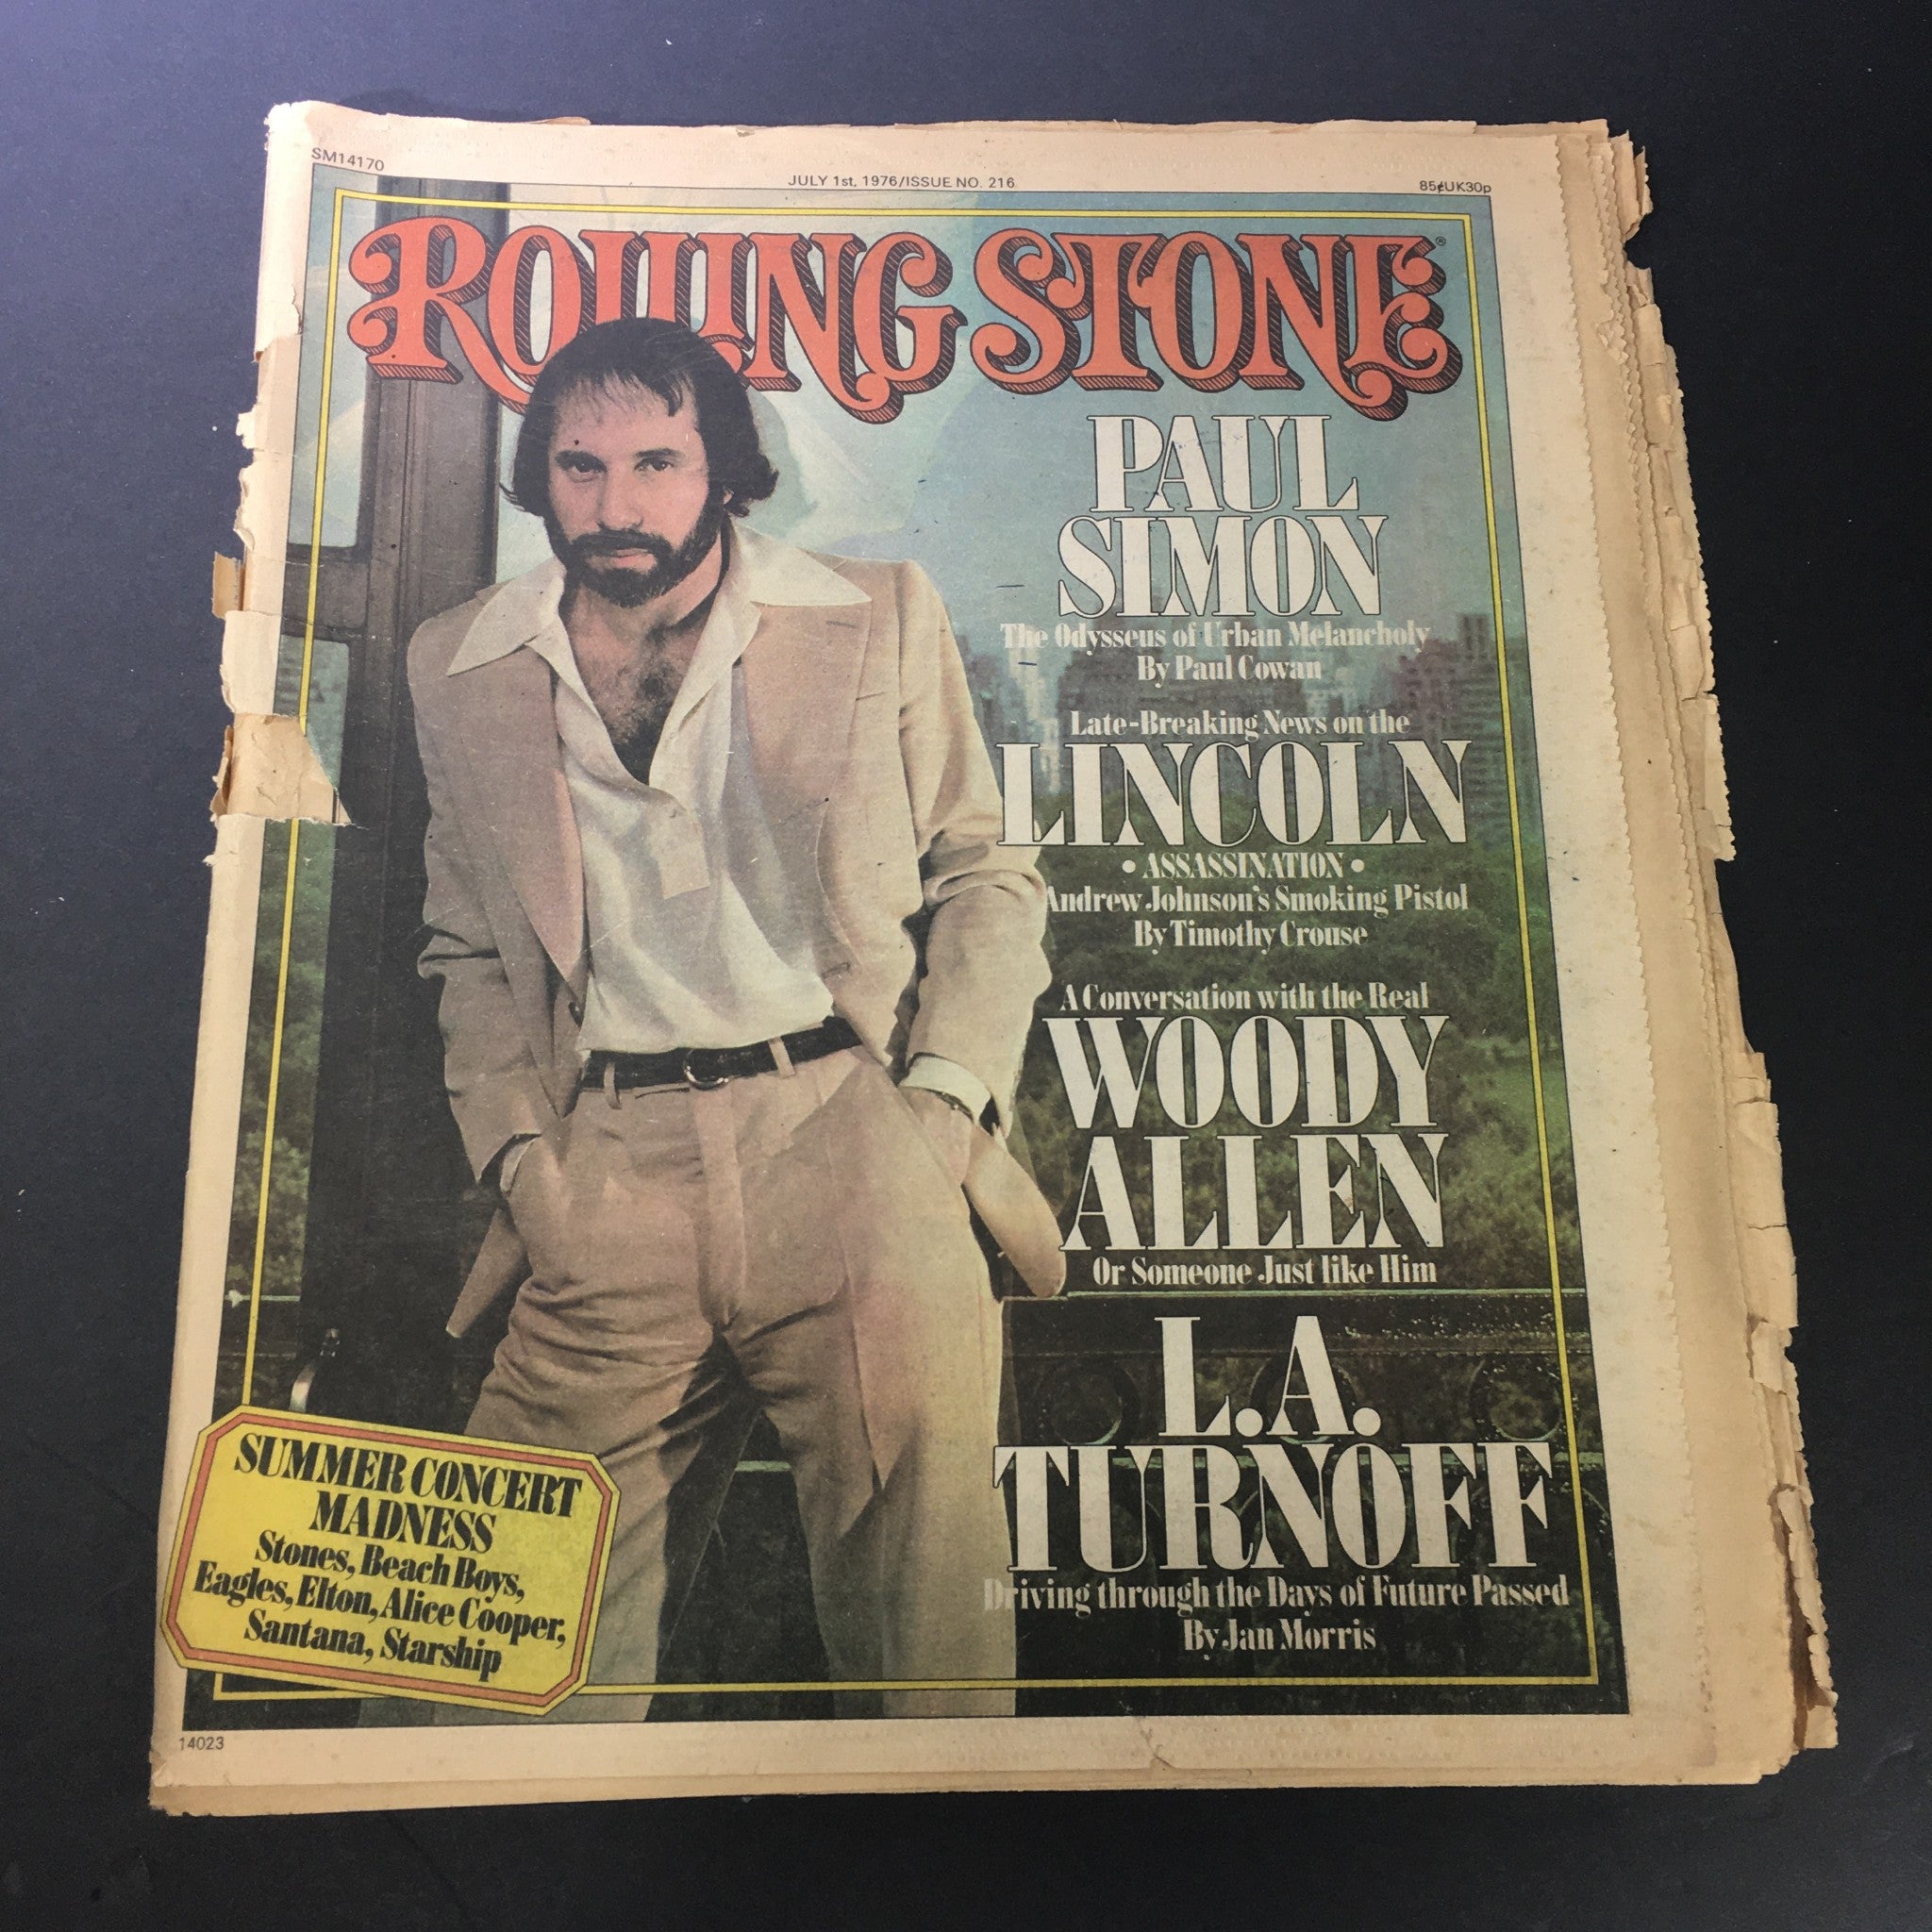 SM14170
JULY 1st, 1976/ISSUE NO. 216
85¢UK30p
ROLLING STONE®
PAUL
SIMON
The Odysseus of Urban Melancholy
By Paul Cowan
Late-Breaking News on the
LINCOLN
• ASSASSINATION •
Andrew Johnson's Smoking Pistol
By Timothy Crouse
A Conversation with the Real
WOODY
ALLEN
Or Someone Just like Him
L.A.
TURNOFF
Driving through the Days of Future Passed
By Jan Morris
SUMMER CONCERT
MADNESS
Stones, Beach Boys,
Eagles, Elton, Alice Cooper,
Santana, Starship
14023